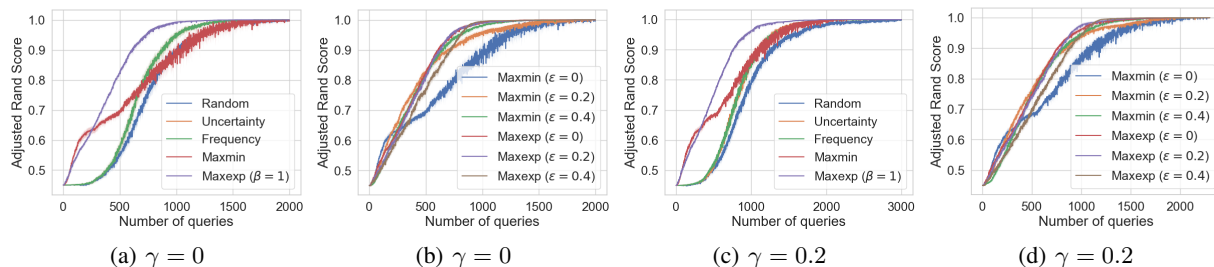 1.0
0.9
0.8
0.7
0.6
0.5
Adjusted Rand Score
0
500
1000
1500
2000
Number of queries
Random
Uncertainty
Frequency
Maxmin
Maxexp (β = 1)
(a) γ = 0
1.0
0.9
0.8
0.7
0.6
0.5
Adjusted Rand Score
0
500
1000
1500
2000
Number of queries
Maxmin (ε = 0)
Maxmin (ε = 0.2)
Maxmin (ε = 0.4)
Maxexp (ε = 0)
Maxexp (ε = 0.2)
Maxexp (ε = 0.4)
(b) γ = 0
1.0
0.9
0.8
0.7
0.6
0.5
Adjusted Rand Score
0
1000
2000
3000
Number of queries
Random
Uncertainty
Frequency
Maxmin
Maxexp (β = 1)
(c) γ = 0.2
1.0
0.9
0.8
0.7
0.6
0.5
Adjusted Rand Score
0
500
1000
1500
2000
Number of queries
Maxmin (ε = 0)
Maxmin (ε = 0.2)
Maxmin (ε = 0.4)
Maxexp (ε = 0)
Maxexp (ε = 0.2)
Maxexp (ε = 0.4)
(d) γ = 0.2